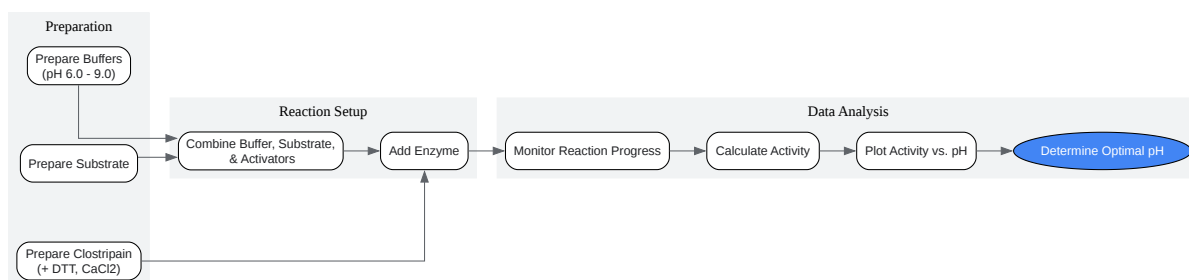 Preparation
Prepare Buffers
(pH 6.0 - 9.0)
Prepare Substrate
Prepare Clostripain
(+ DTT, CaCl2)
Reaction Setup
Combine Buffer, Substrate,
& Activators
Add Enzyme
Data Analysis
Monitor Reaction Progress
Calculate Activity
Plot Activity vs. pH
Determine Optimal pH